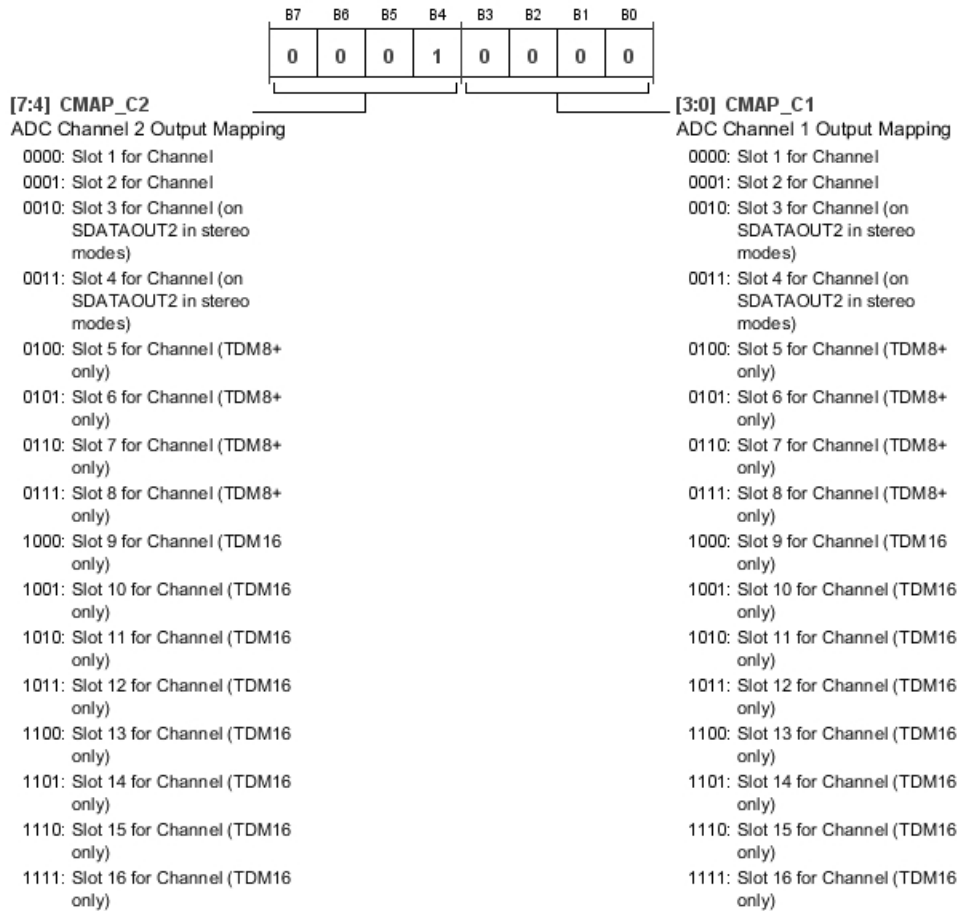 B7 B6 B5 B4 B3 B2 B1 B0
0 0 0 1 0 0 0 0
[7:4] CMAP_C2
ADC Channel 2 Output Mapping
0000: Slot 1 for Channel
0001: Slot 2 for Channel
0010: Slot 3 for Channel (on
SDATAOUT2 in stereo
modes)
0011: Slot 4 for Channel (on
SDATAOUT2 in stereo
modes)
0100: Slot 5 for Channel (TDM8+
only)
0101: Slot 6 for Channel (TDM8+
only)
0110: Slot 7 for Channel (TDM8+
only)
0111: Slot 8 for Channel (TDM8+
only)
1000: Slot 9 for Channel (TDM16
only)
1001: Slot 10 for Channel (TDM16
only)
1010: Slot 11 for Channel (TDM16
only)
1011: Slot 12 for Channel (TDM16
only)
1100: Slot 13 for Channel (TDM16
only)
1101: Slot 14 for Channel (TDM16
only)
1110: Slot 15 for Channel (TDM16
only)
1111: Slot 16 for Channel (TDM16
only)
[3:0] CMAP_C1
ADC Channel 1 Output Mapping
0000: Slot 1 for Channel
0001: Slot 2 for Channel
0010: Slot 3 for Channel (on
SDATAOUT2 in stereo
modes)
0011: Slot 4 for Channel (on
SDATAOUT2 in stereo
modes)
0100: Slot 5 for Channel (TDM8+
only)
0101: Slot 6 for Channel (TDM8+
only)
0110: Slot 7 for Channel (TDM8+
only)
0111: Slot 8 for Channel (TDM8+
only)
1000: Slot 9 for Channel (TDM16
only)
1001: Slot 10 for Channel (TDM16
only)
1010: Slot 11 for Channel (TDM16
only)
1011: Slot 12 for Channel (TDM16
only)
1100: Slot 13 for Channel (TDM16
only)
1101: Slot 14 for Channel (TDM16
only)
1110: Slot 15 for Channel (TDM16
only)
1111: Slot 16 for Channel (TDM16
only)